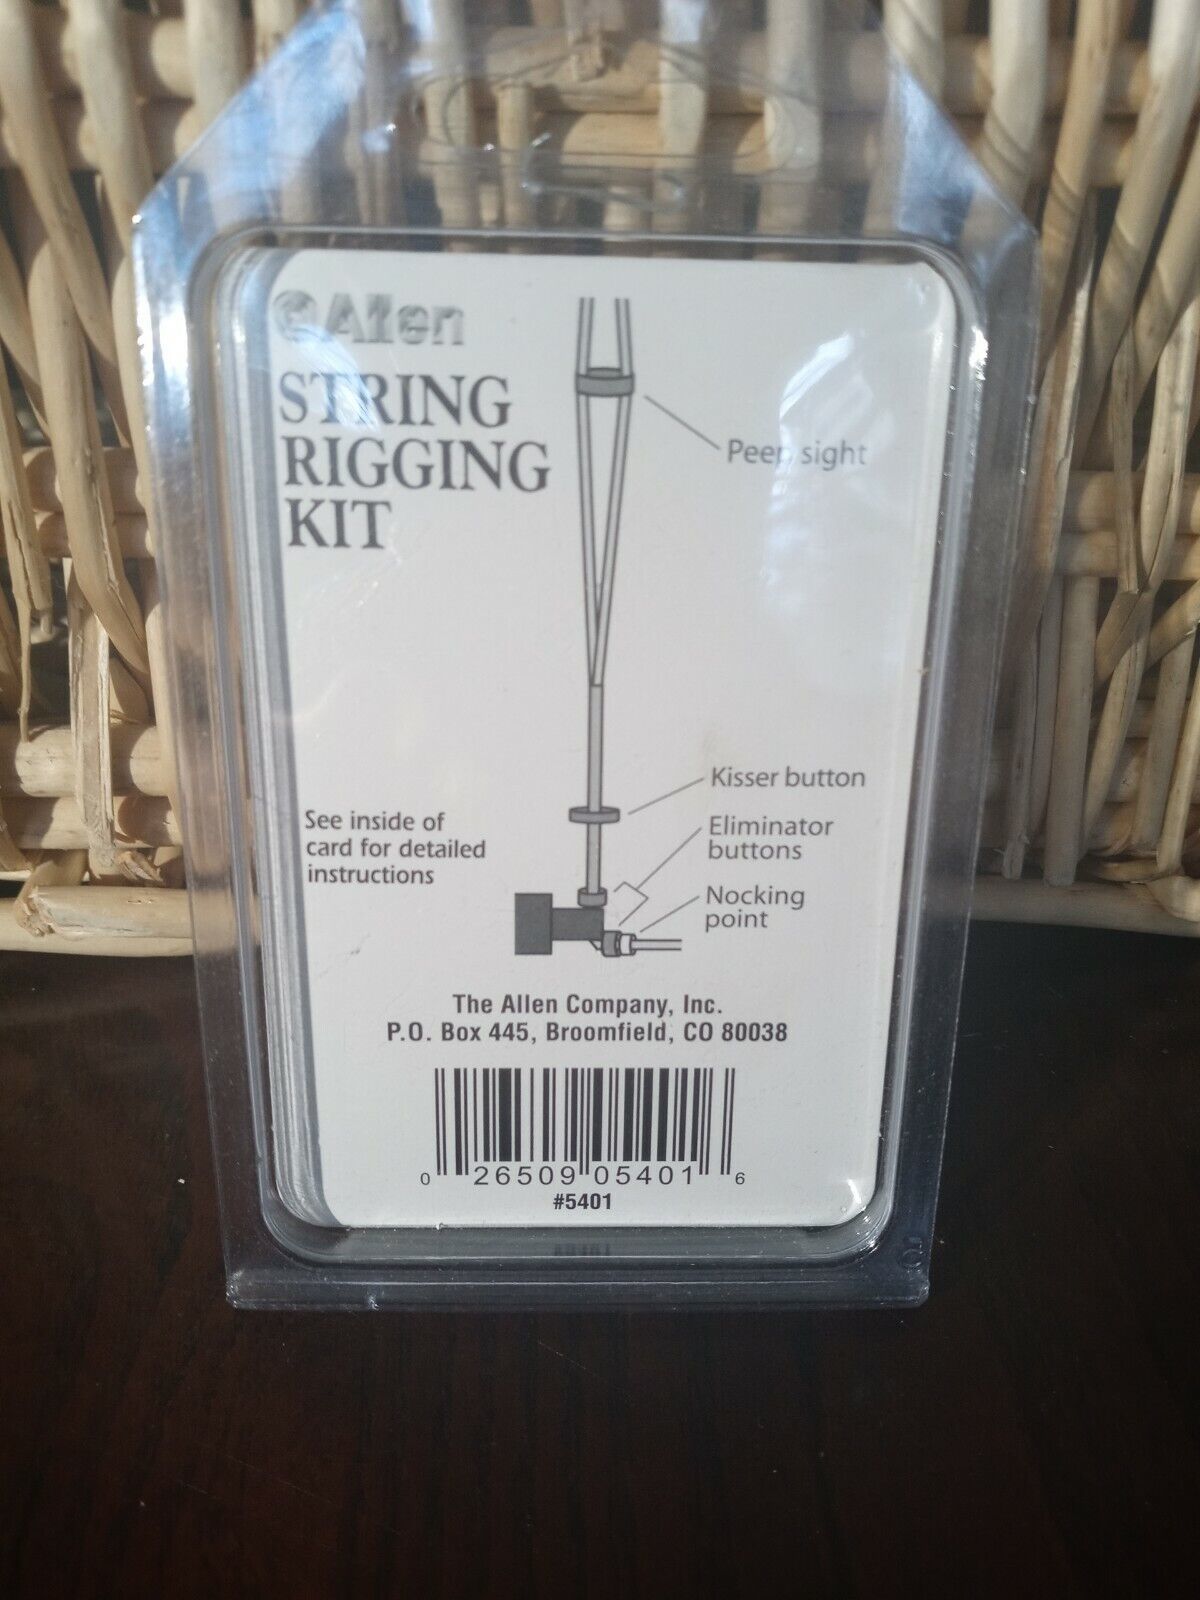 Allen
STRING
RIGGING
KIT
Peep sight
Kisser button
Eliminator
buttons
Nocking
point
See inside of
card for detailed
instructions
The Allen Company, Inc.
P.O. Box 445, Broomfield, CO 80038
0 26509 05401 6
#5401